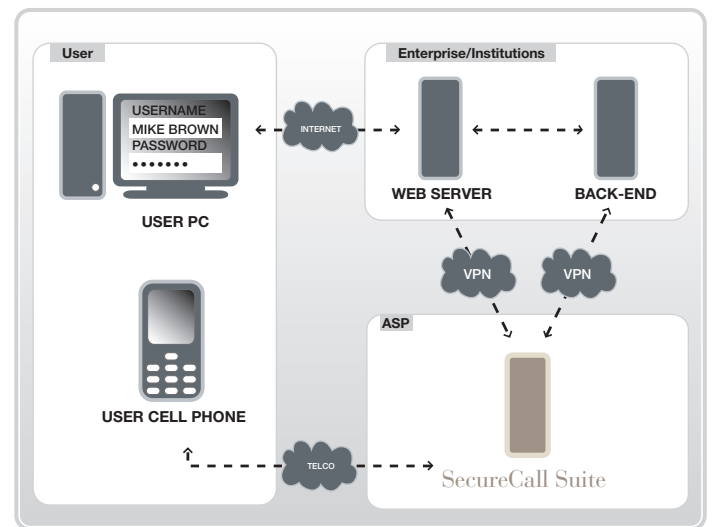 User
USERNAME
MIKE BROWN
PASSWORD
•••••••
USER PC
USER CELL PHONE
INTERNET
Enterprise/Institutions
WEB SERVER
BACK-END
VPN
VPN
ASP
SecureCall Suite
TELCO